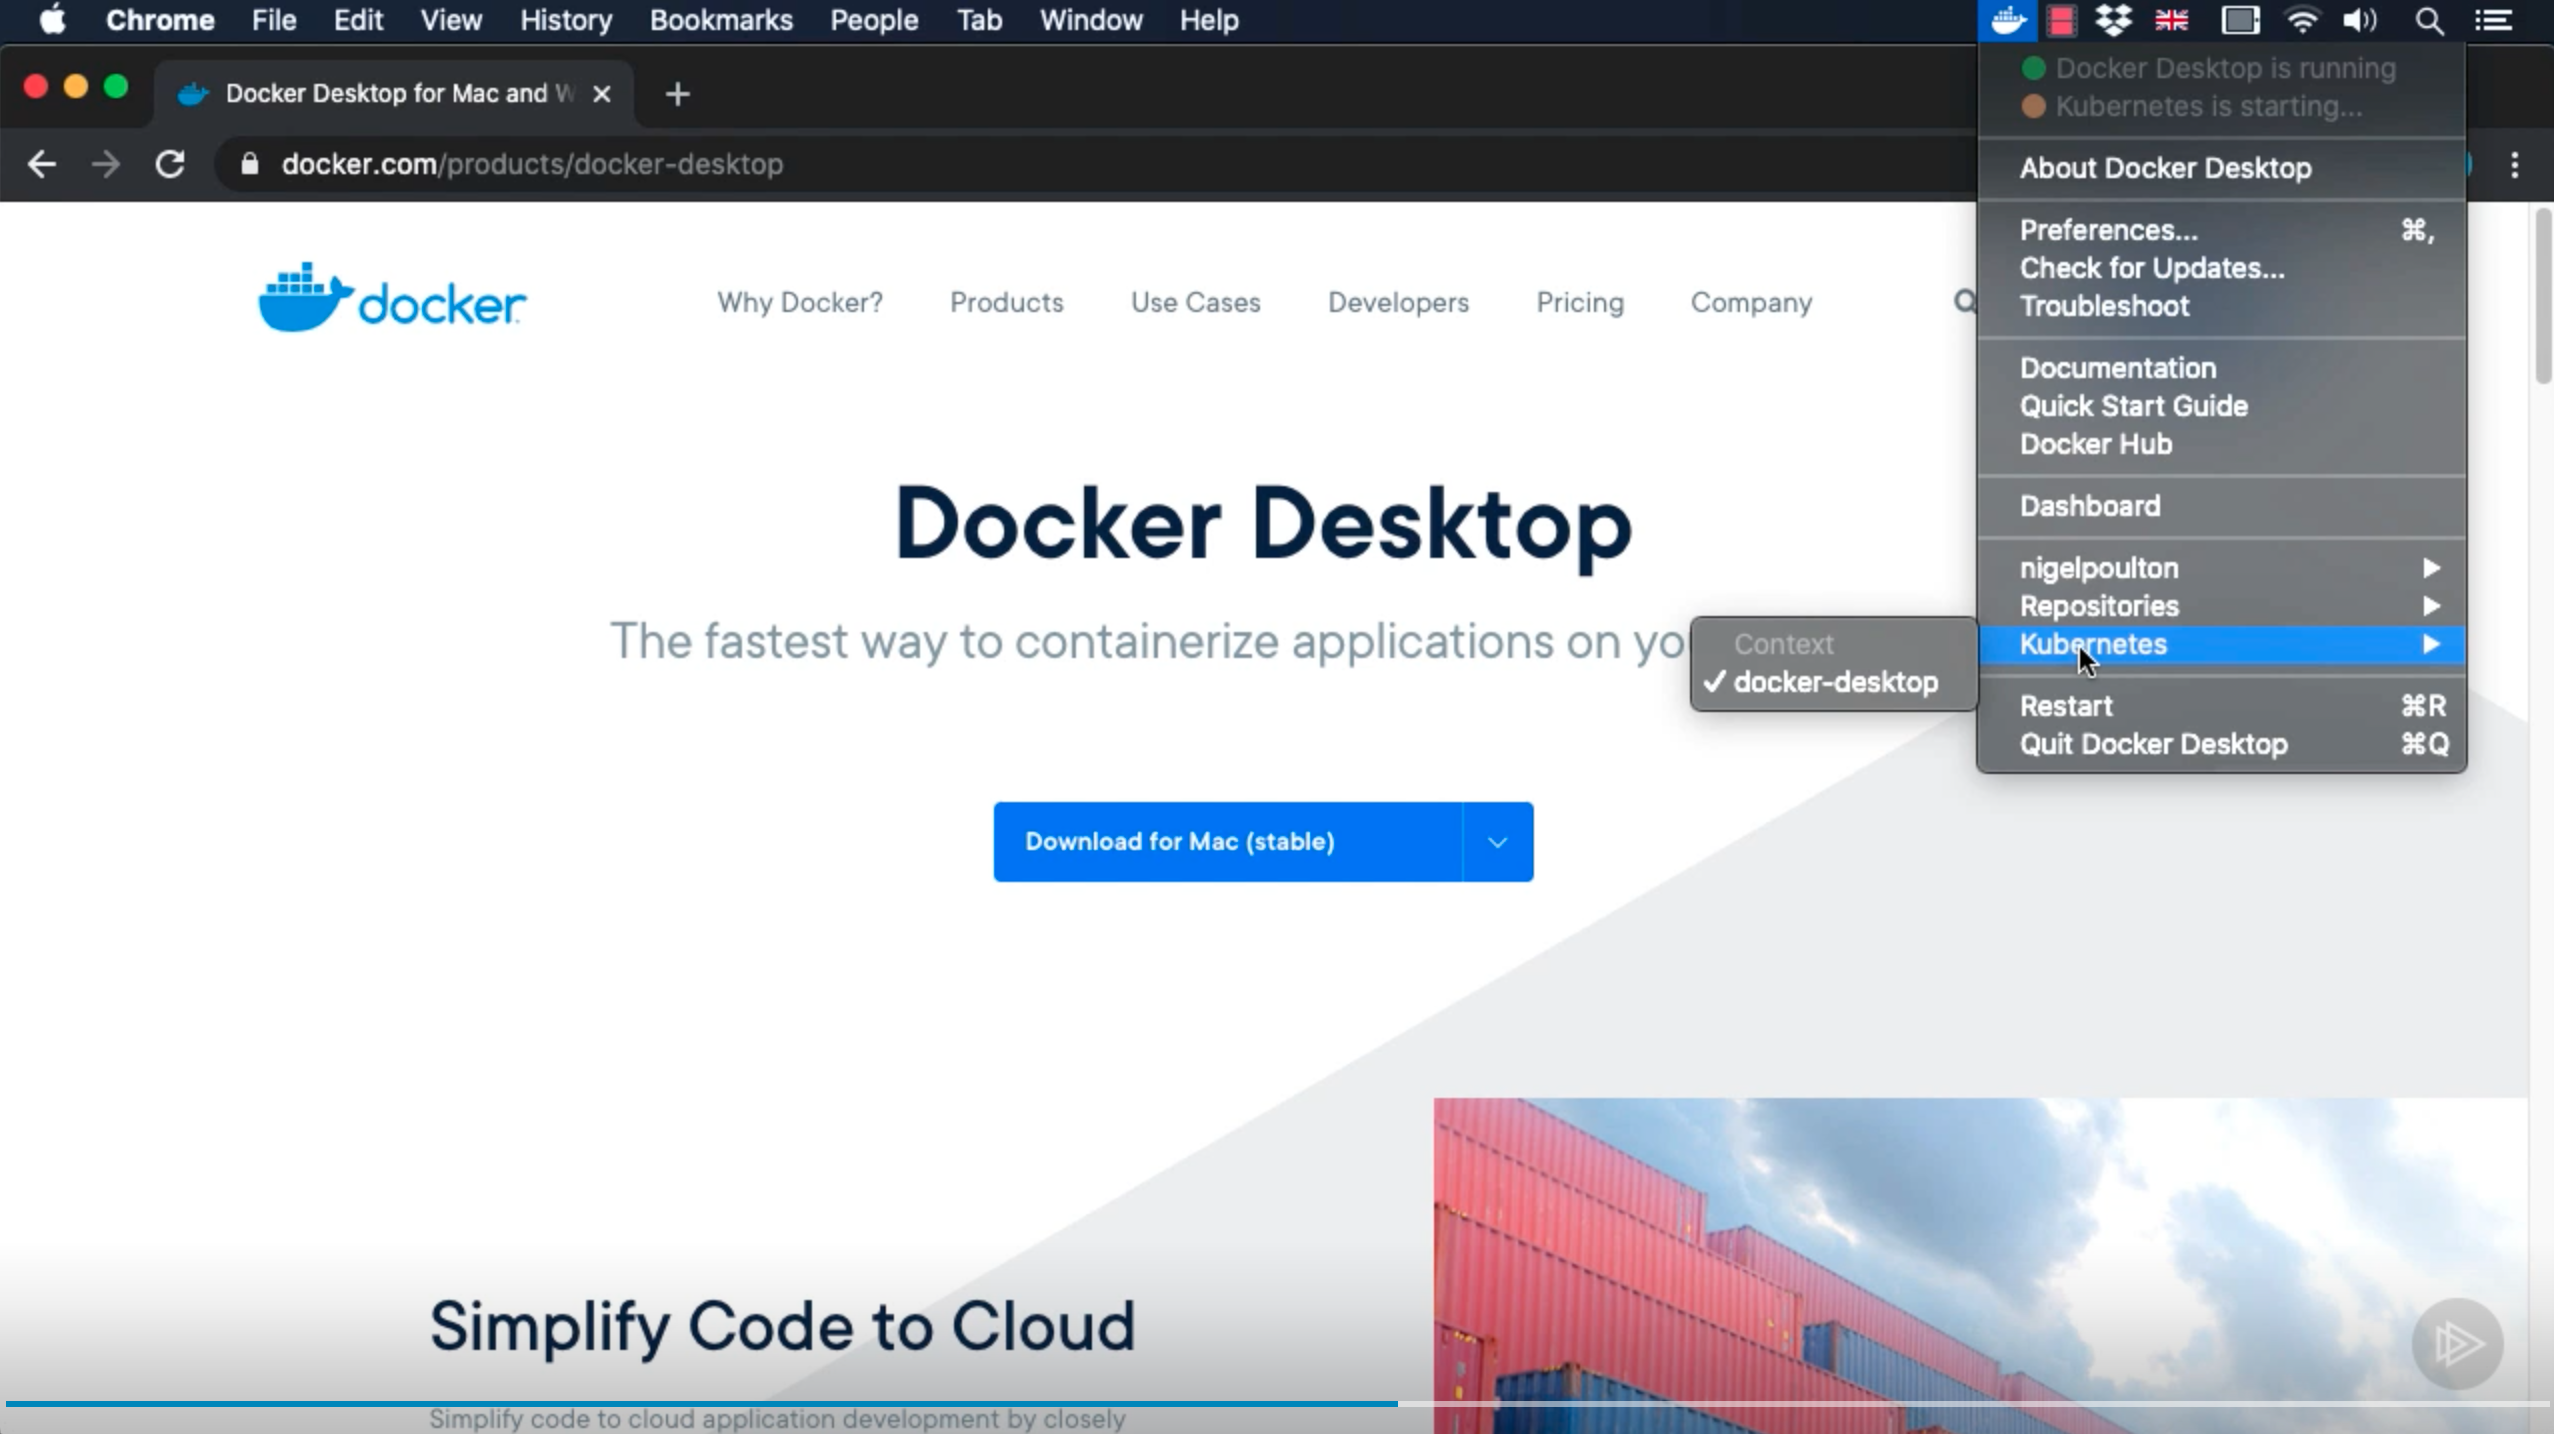 Chrome File Edit View History Bookmarks People Tab Window Help
Docker Desktop for Mac and W
docker.com/products/docker-desktop
docker
Why Docker? Products Use Cases Developers Pricing Company
Docker Desktop
The fastest way to containerize applications on yo
Download for Mac (stable)
Simplify Code to Cloud
Simplify code to cloud application development by closely
Docker Desktop is running
Kubernetes is starting...
About Docker Desktop
Preferences... ⌘,
Check for Updates...
Troubleshoot
Documentation
Quick Start Guide
Docker Hub
Dashboard
nigelpoulton
Repositories
Kubernetes
Context
docker-desktop
Restart ⌘R
Quit Docker Desktop ⌘Q